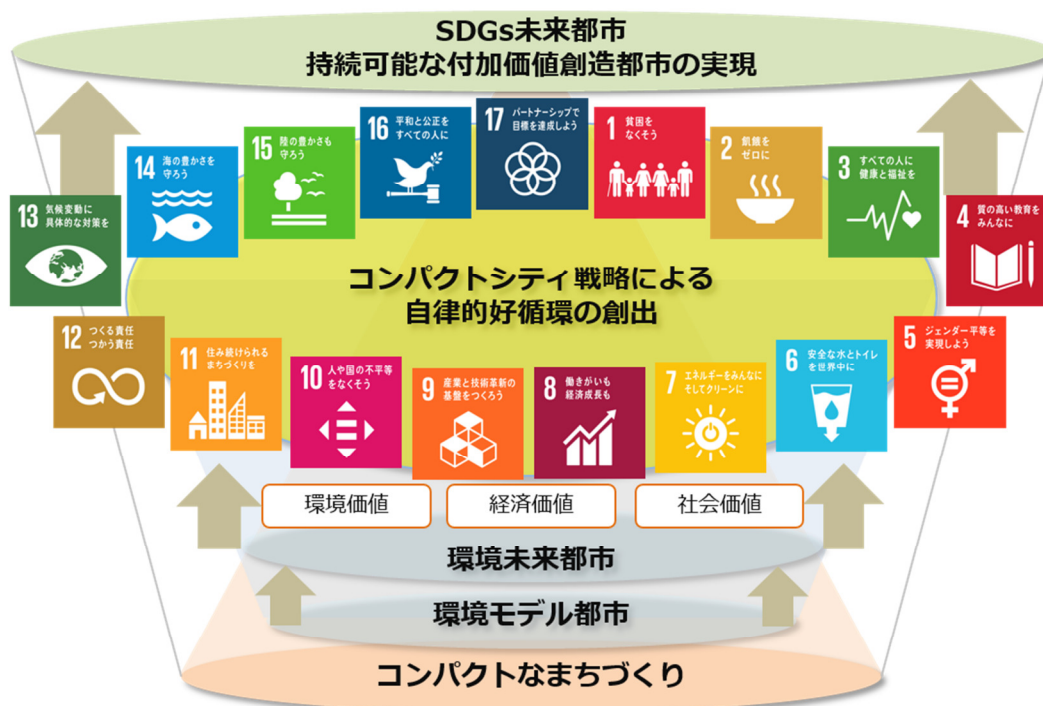 SDGs未来都市
持続可能な付加価値創造都市の実現
13 気候変動に
具体的な対策を
14 海の豊かさを
守ろう
15 陸の豊かさも
守ろう
16 平和と公正を
すべての人に
17 パートナーシップで
目標を達成しよう
1 貧困を
なくそう
2 飢餓を
ゼロに
3 すべての人に
健康と福祉を
4 質の高い教育を
みんなに
コンパクトシティ戦略による
自律的好循環の創出
12 つくる責任
つかう責任
11 住み続けられる
まちづくりを
10 人や国の不平等
をなくそう
9 産業と技術革新の
基盤をつくろう
8 働きがいも
経済成長も
7 エネルギーをみんなに
そしてクリーンに
6 安全な水とトイレ
を世界中に
5 ジェンダー平等を
実現しよう
環境価値
経済価値
社会価値
環境未来都市
環境モデル都市
コンパクトなまちづくり